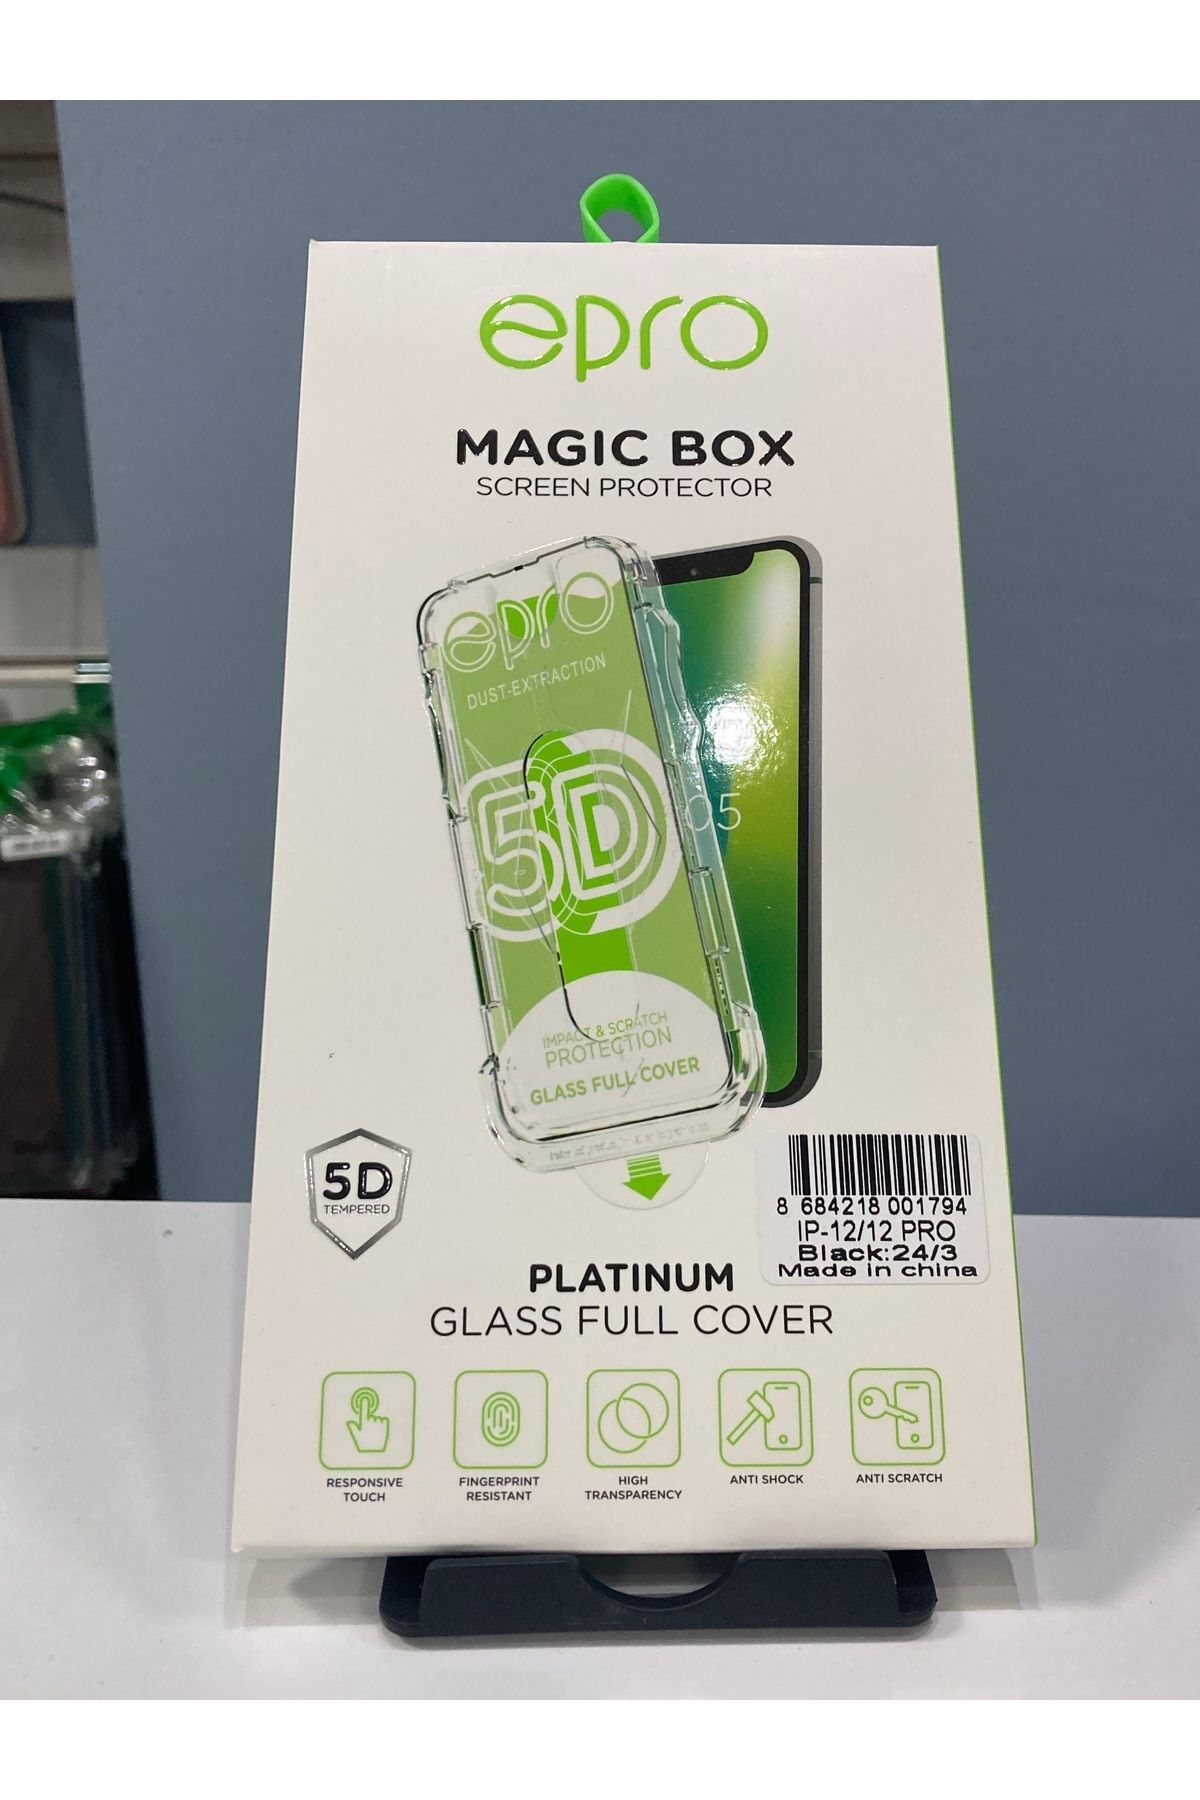 epro
MAGIC BOX
SCREEN PROTECTOR
epro
DUST-EXTRACTION
5D
05
IMPACT & SCRATCH
PROTECTION
GLASS FULL COVER
5D
TEMPERED
8 684218 001794
IP-12/12 PRO
Black:24/3
Made in china
PLATINUM
GLASS FULL COVER
RESPONSIVE
TOUCH
FINGERPRINT
RESISTANT
HIGH
TRANSPARENCY
ANTI SHOCK
ANTI SCRATCH